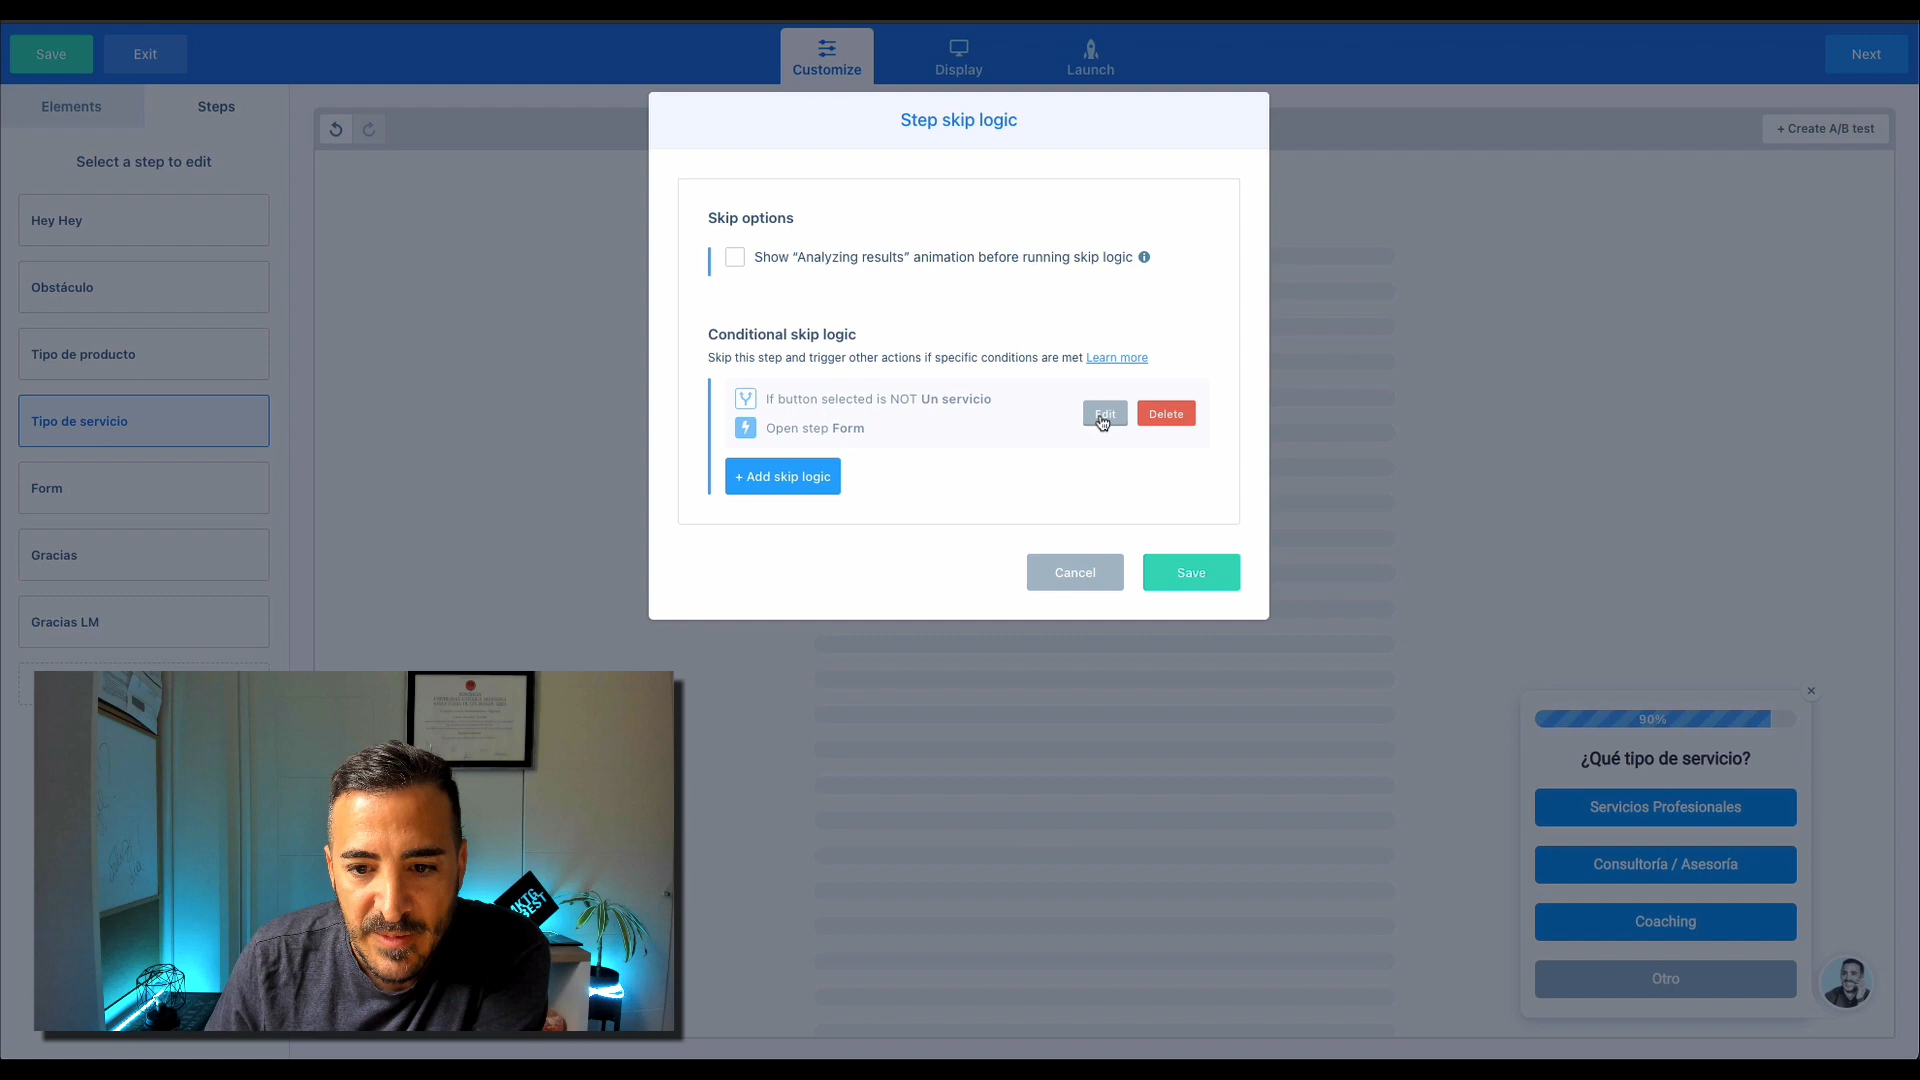 Save
Exit
Customize
Display
Launch
Next
Elements
Steps
Select a step to edit
Hey Hey
Obstáculo
Tipo de producto
Tipo de servicio
Form
Gracias
Gracias LM
+ Create A/B test
Step skip logic
Skip options
Show “Analyzing results” animation before running skip logic
Conditional skip logic
Skip this step and trigger other actions if specific conditions are met Learn more
If button selected is NOT Un servicio
Open step Form
Edit
Delete
+ Add skip logic
Cancel
Save
90%
¿Qué tipo de servicio?
Servicios Profesionales
Consultoría / Asesoría
Coaching
Otro
MKTG
BEST